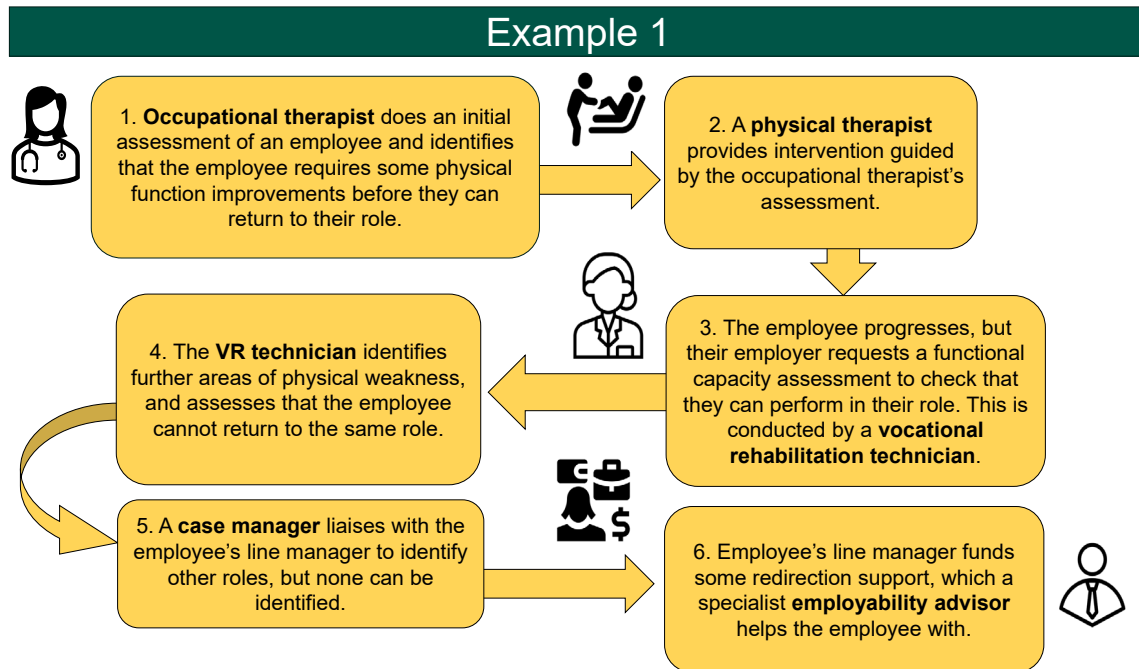 Example 1
1. Occupational therapist does an initial
assessment of an employee and identifies
that the employee requires some physical
function improvements before they can
return to their role.
2. A physical therapist
provides intervention guided
by the occupational therapist’s
assessment.
3. The employee progresses, but
their employer requests a functional
capacity assessment to check that
they can perform in their role. This is
conducted by a vocational
rehabilitation technician.
4. The VR technician identifies
further areas of physical weakness,
and assesses that the employee
cannot return to the same role.
5. A case manager liaises with the
employee’s line manager to identify
other roles, but none can be
identified.
6. Employee’s line manager funds
some redirection support, which a
specialist employability advisor
helps the employee with.